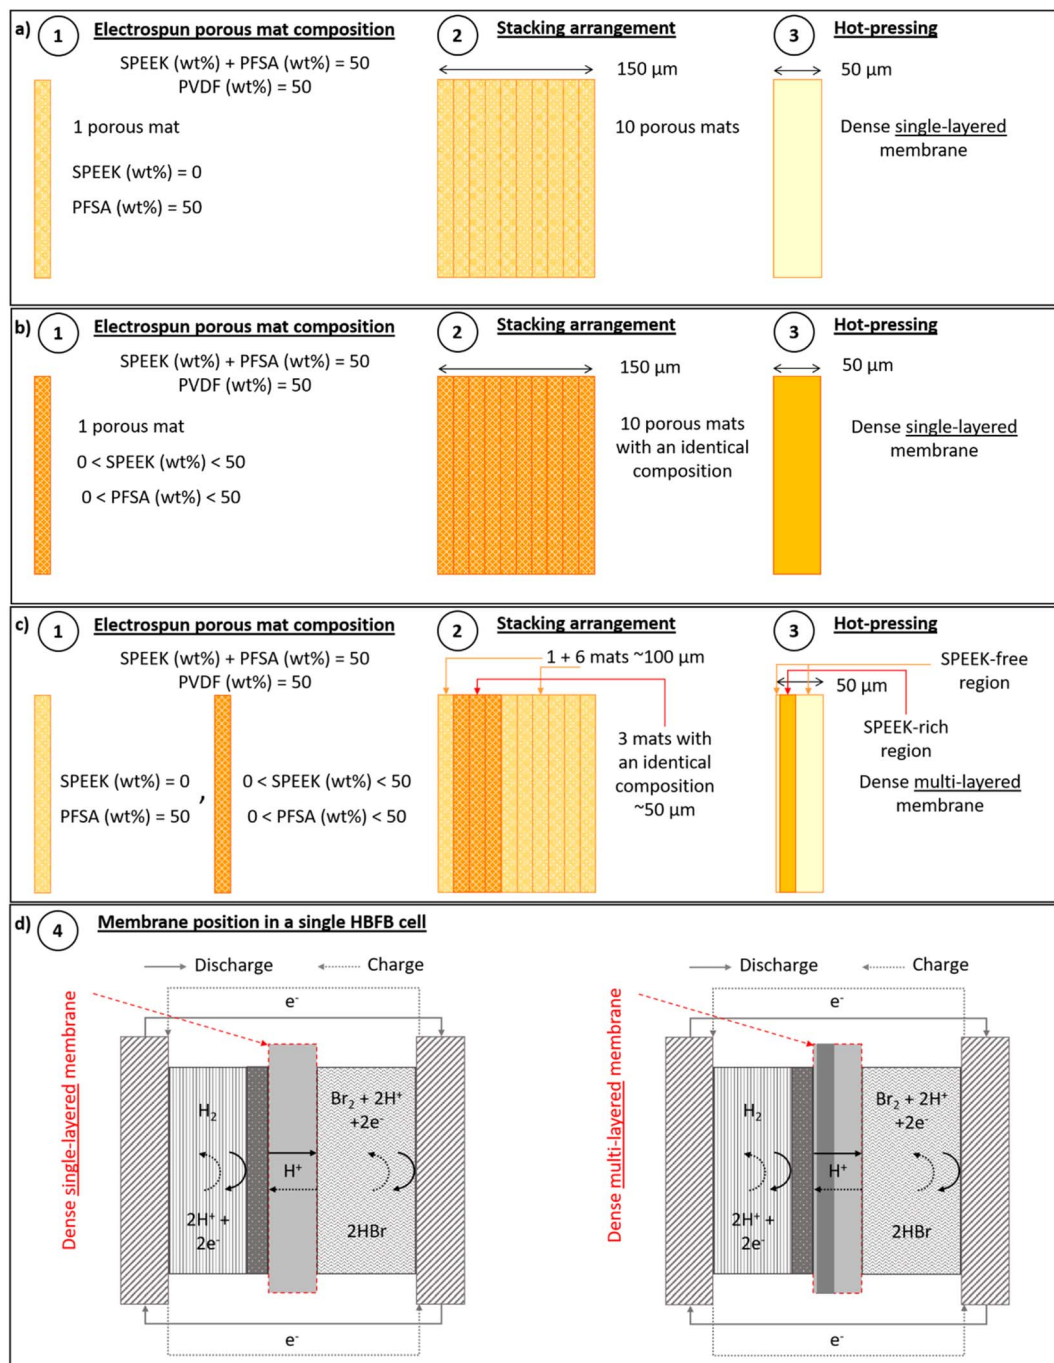 a) 1 Electrospun porous mat composition 2 Stacking arrangement 3 Hot-pressing
SPEEK (wt%) + PFSA (wt%) = 50
PVDF (wt%) = 50
1 porous mat
SPEEK (wt%) = 0
PFSA (wt%) = 50
150 µm
10 porous mats
50 µm
Dense single-layered
membrane
b) 1 Electrospun porous mat composition 2 Stacking arrangement 3 Hot-pressing
SPEEK (wt%) + PFSA (wt%) = 50
PVDF (wt%) = 50
1 porous mat
0 < SPEEK (wt%) < 50
0 < PFSA (wt%) < 50
150 µm
10 porous mats
with an identical
composition
50 µm
Dense single-layered
membrane
c) 1 Electrospun porous mat composition 2 Stacking arrangement 3 Hot-pressing
SPEEK (wt%) + PFSA (wt%) = 50
PVDF (wt%) = 50
SPEEK (wt%) = 0
PFSA (wt%) = 50
,
0 < SPEEK (wt%) < 50
0 < PFSA (wt%) < 50
1 + 6 mats ~100 µm
3 mats with
an identical
composition
~50 µm
SPEEK-free
region
50 µm
SPEEK-rich
region
Dense multi-layered
membrane
d) 4 Membrane position in a single HBFB cell
Discharge Charge
e⁻
Dense single-layered membrane
H₂
2H⁺ +
2e⁻
H⁺
Br₂ + 2H⁺
+2e⁻
2HBr
e⁻
Discharge Charge
e⁻
Dense multi-layered membrane
H₂
2H⁺ +
2e⁻
H⁺
Br₂ + 2H⁺
+2e⁻
2HBr
e⁻